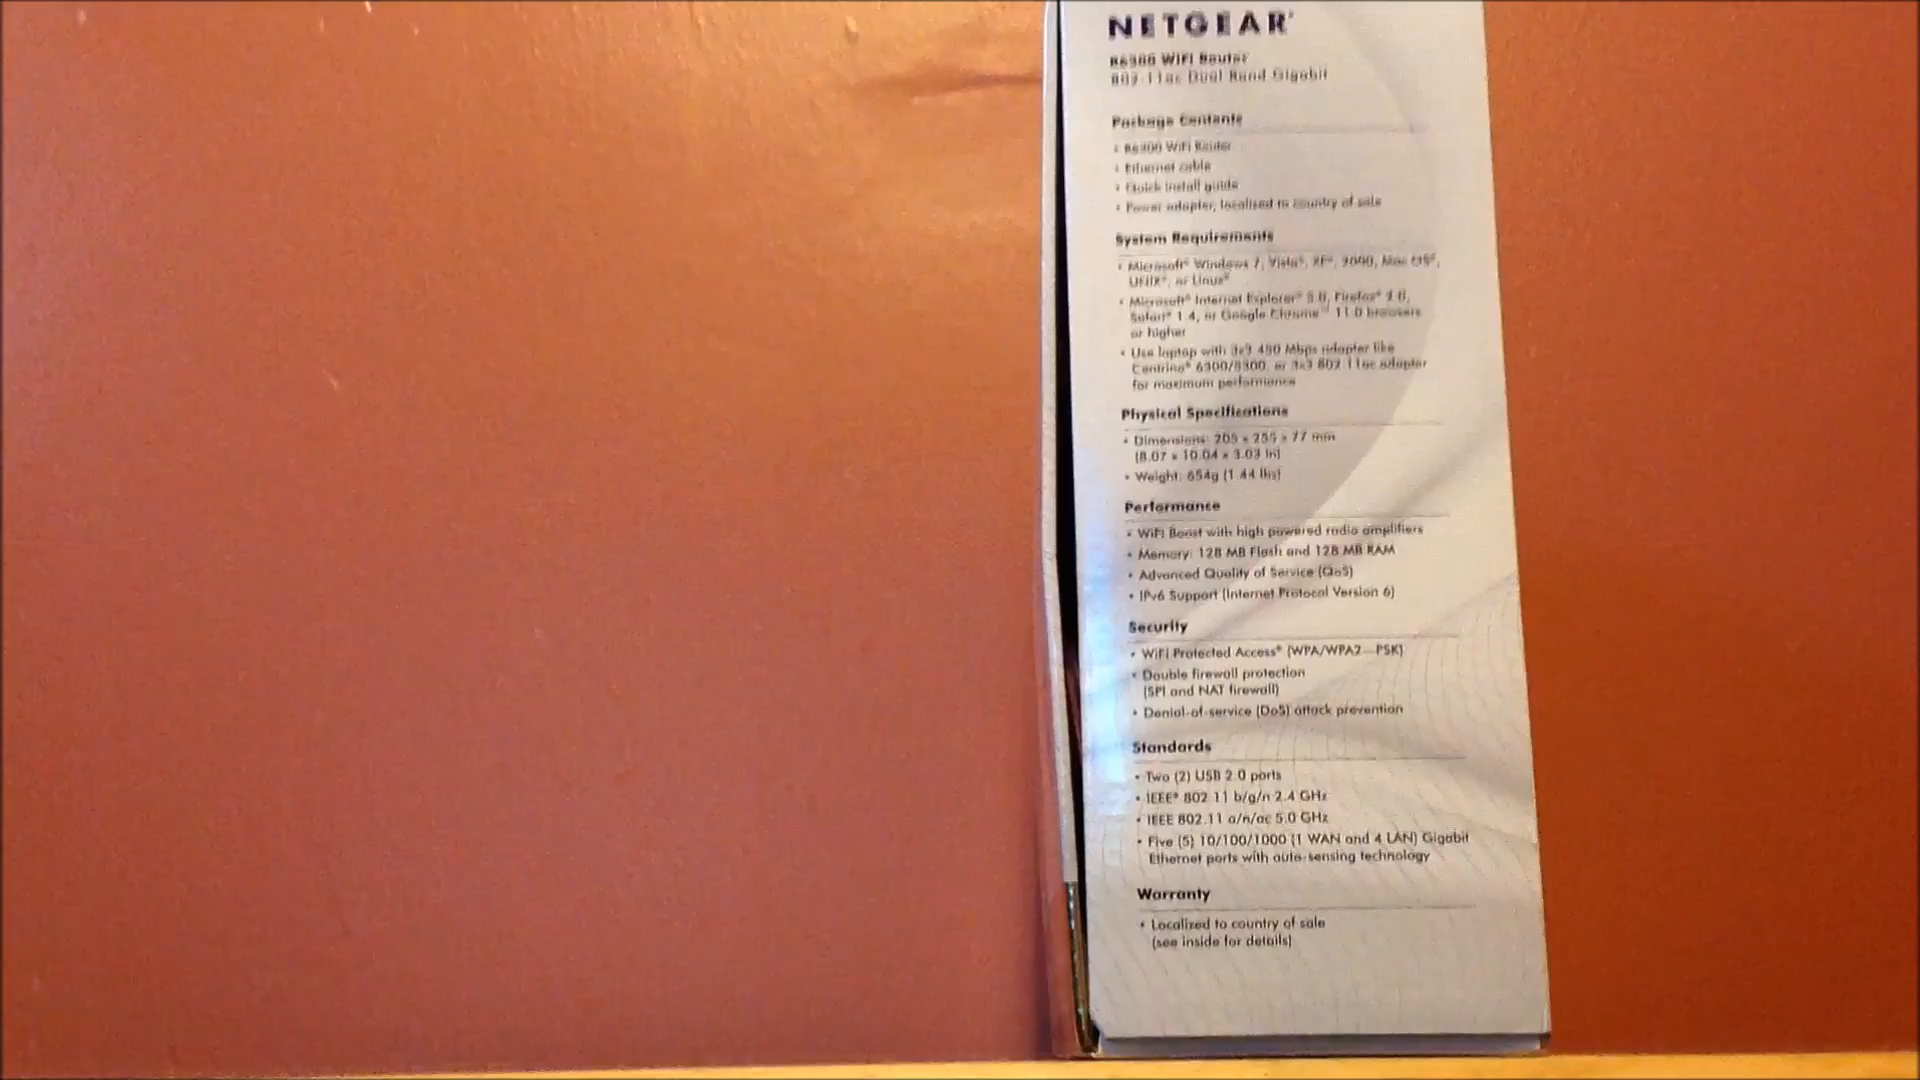 NETGEAR®
R6300 WiFi Router
802.11ac Dual Band Gigabit
Package Contents
• R6300 WiFi Router
• Ethernet cable
• Quick install guide
• Power adapter, localized to country of sale
System Requirements
• Microsoft® Windows 7, Vista®, XP®, 2000, Mac OS®,
UNIX®, or Linux®
• Microsoft® Internet Explorer® 5.0, Firefox® 2.0,
Safari® 1.4, or Google Chrome™ 11.0 browsers
or higher
• Use laptop with 3x3 450 Mbps adapter like
Centrino® 6300/5300, or 3x3 802.11ac adapter
for maximum performance
Physical Specifications
• Dimensions: 205 x 255 x 77 mm
(8.07 x 10.04 x 3.03 in)
• Weight: 654g (1.44 lbs)
Performance
• WiFi Boost with high powered radio amplifiers
• Memory: 128 MB Flash and 128 MB RAM
• Advanced Quality of Service (QoS)
• IPv6 Support (Internet Protocol Version 6)
Security
• WiFi Protected Access® (WPA/WPA2—PSK)
• Double firewall protection
(SPI and NAT firewall)
• Denial-of-service (DoS) attack prevention
Standards
• Two (2) USB 2.0 ports
• IEEE® 802.11 b/g/n 2.4 GHz
• IEEE 802.11 a/n/ac 5.0 GHz
• Five (5) 10/100/1000 (1 WAN and 4 LAN) Gigabit
Ethernet ports with auto-sensing technology
Warranty
• Localized to country of sale
(see inside for details)